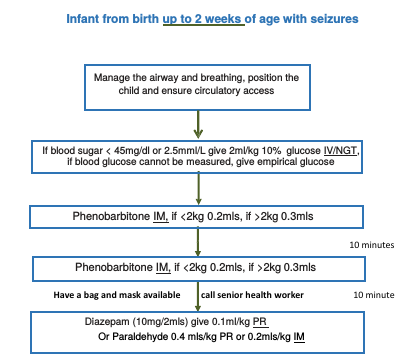 Infant from birth up to 2 weeks of age with seizures
Manage the airway and breathing, position the
child and ensure circulatory access
If blood sugar < 45mg/dl or 2.5mml/L give 2ml/kg 10% glucose IV/NGT,
if blood glucose cannot be measured, give empirical glucose
Phenobarbitone IM, if <2kg 0.2mls, if >2kg 0.3mls
10 minutes
Phenobarbitone IM, if <2kg 0.2mls, if >2kg 0.3mls
Have a bag and mask available call senior health worker 10 minute
Diazepam (10mg/2mls) give 0.1ml/kg PR
Or Paraldehyde 0.4 mls/kg PR or 0.2mls/kg IM